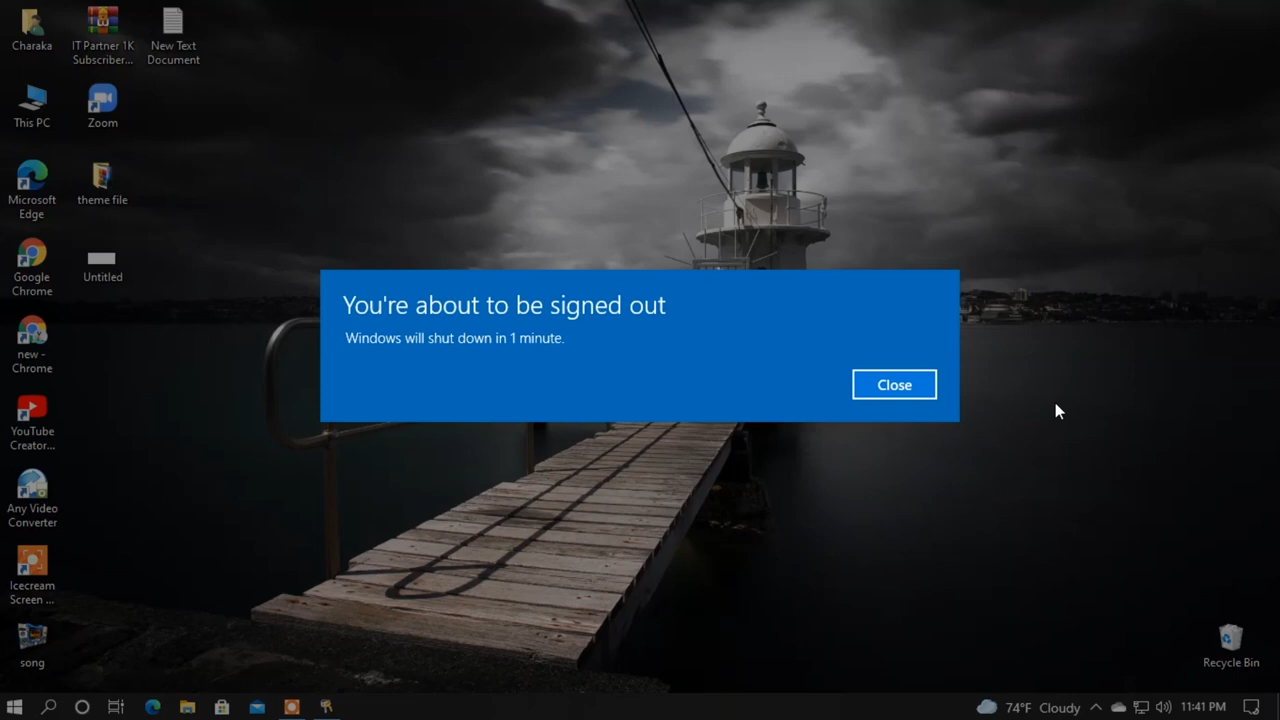 Charaka
IT Partner 1K
Subscriber...
New Text
Document
This PC
Zoom
Microsoft
Edge
theme file
Google
Chrome
Untitled
new -
Chrome
YouTube
Creator...
Any Video
Converter
Icecream
Screen ...
song
You're about to be signed out
Windows will shut down in 1 minute.
Close
Recycle Bin
74°F Cloudy
11:41 PM